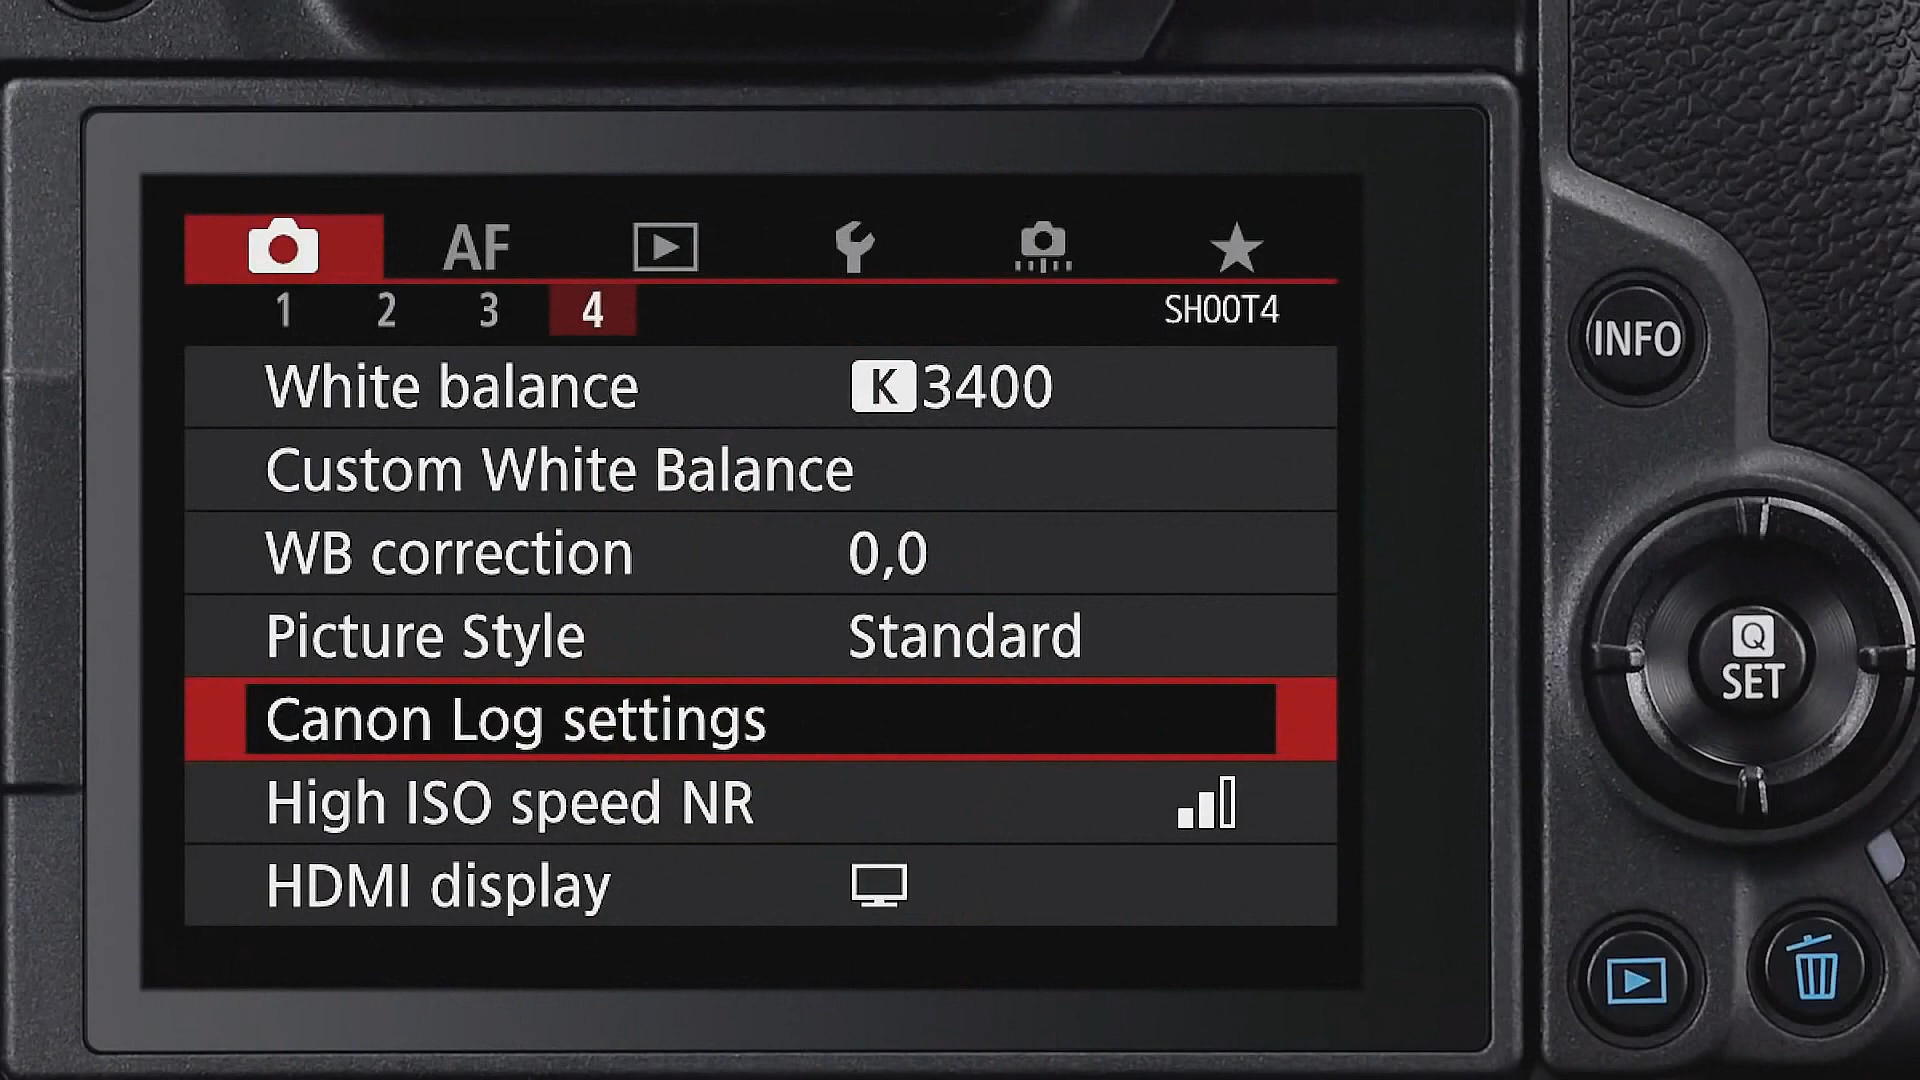 AF
1 2 3 4 SHOOT4
White balance K 3400
Custom White Balance
WB correction 0,0
Picture Style Standard
Canon Log settings
High ISO speed NR
HDMI display
INFO
Q
SET